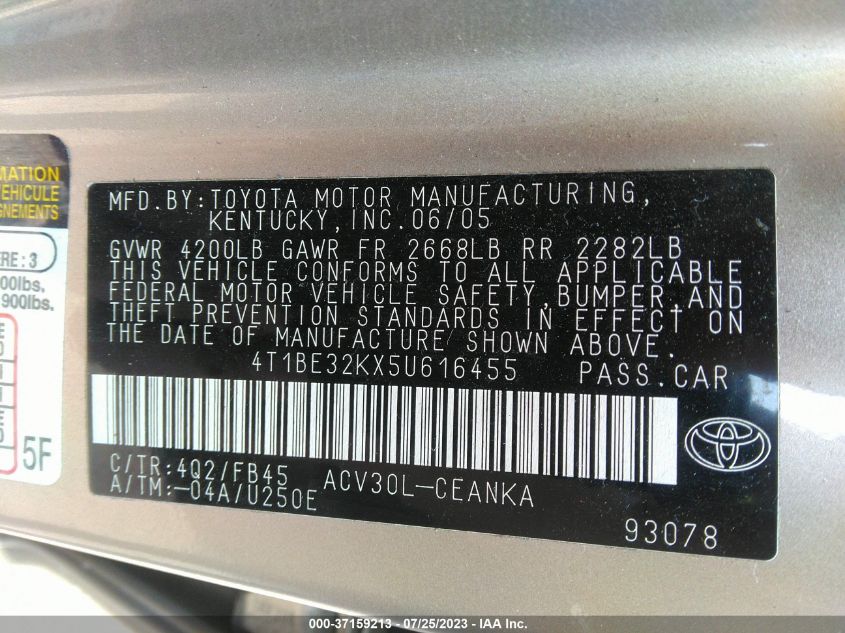 MATION
VEHICULE
GNEMENTS
ERE : 3
00lbs,
900lbs.
5F
MFD.BY:TOYOTA MOTOR MANUFACTURING,
KENTUCKY,INC.06/05
GVWR 4200LB GAWR FR 2668LB RR 2282LB
THIS VEHICLE CONFORMS TO ALL APPLICABLE
FEDERAL MOTOR VEHICLE SAFETY,BUMPER,AND
THEFT PREVENTION STANDARDS IN EFFECT ON
THE DATE OF MANUFACTURE SHOWN ABOVE.
4T1BE32KX5U616455 PASS.CAR
C/TR:4Q2/FB45
A/TM:-04A/U250E ACV30L-CEANKA
93078
000-37159213 - 07/25/2023 - IAA Inc.